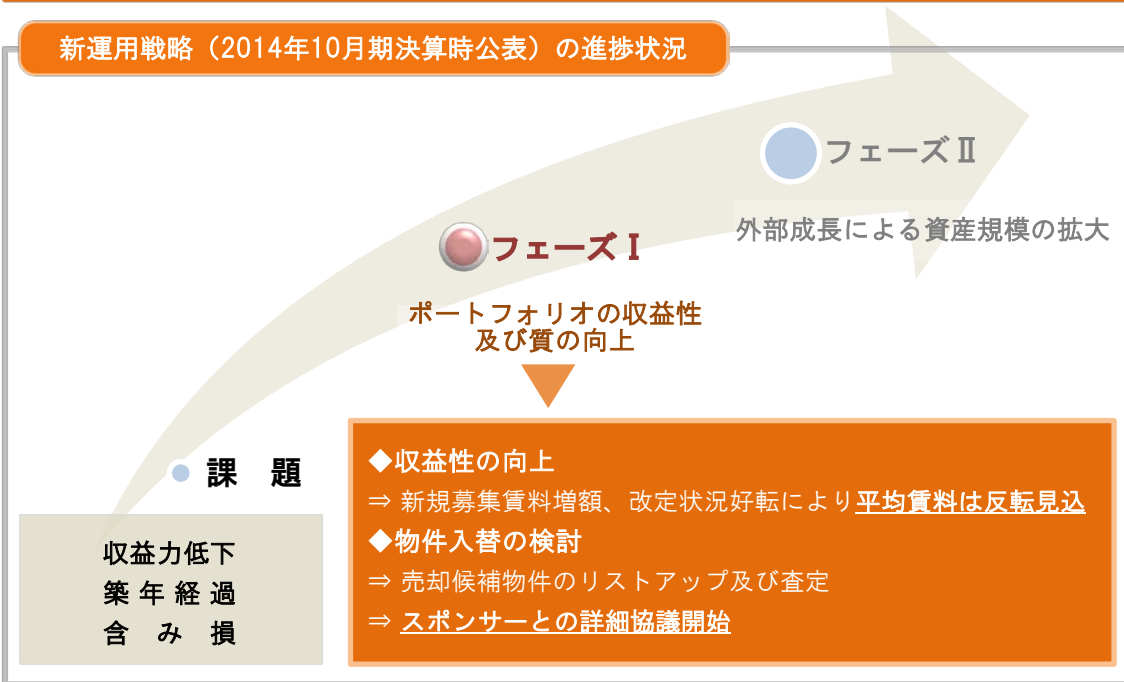 新運用戦略（2014年10月期決算時公表）の進捗状況
フェーズⅡ
外部成長による資産規模の拡大
フェーズⅠ
ポートフォリオの収益性
及び質の向上
課　題
収益力低下
築年経過
含み損
◆収益性の向上
⇒ 新規募集賃料増額、改定状況好転により平均賃料は反転見込
◆物件入替の検討
⇒ 売却候補物件のリストアップ及び査定
⇒ スポンサーとの詳細協議開始